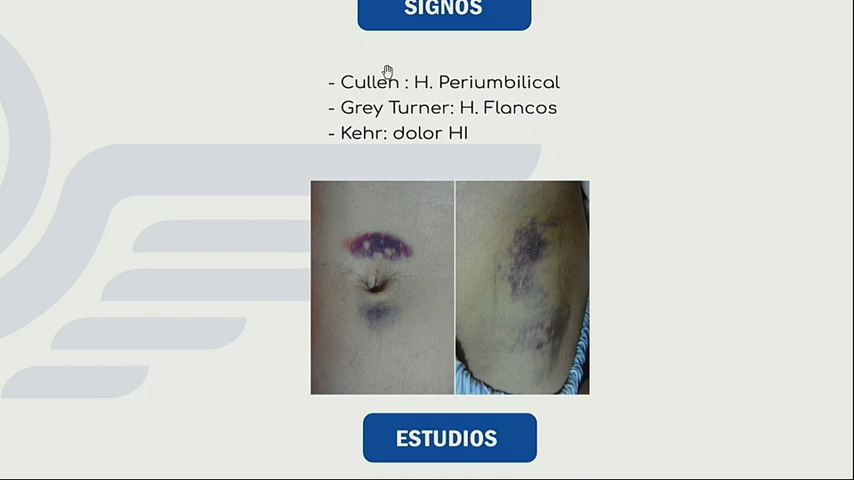 SIGNOS
- Cullen : H. Periumbilical
- Grey Turner: H. Flancos
- Kehr: dolor HI
ESTUDIOS